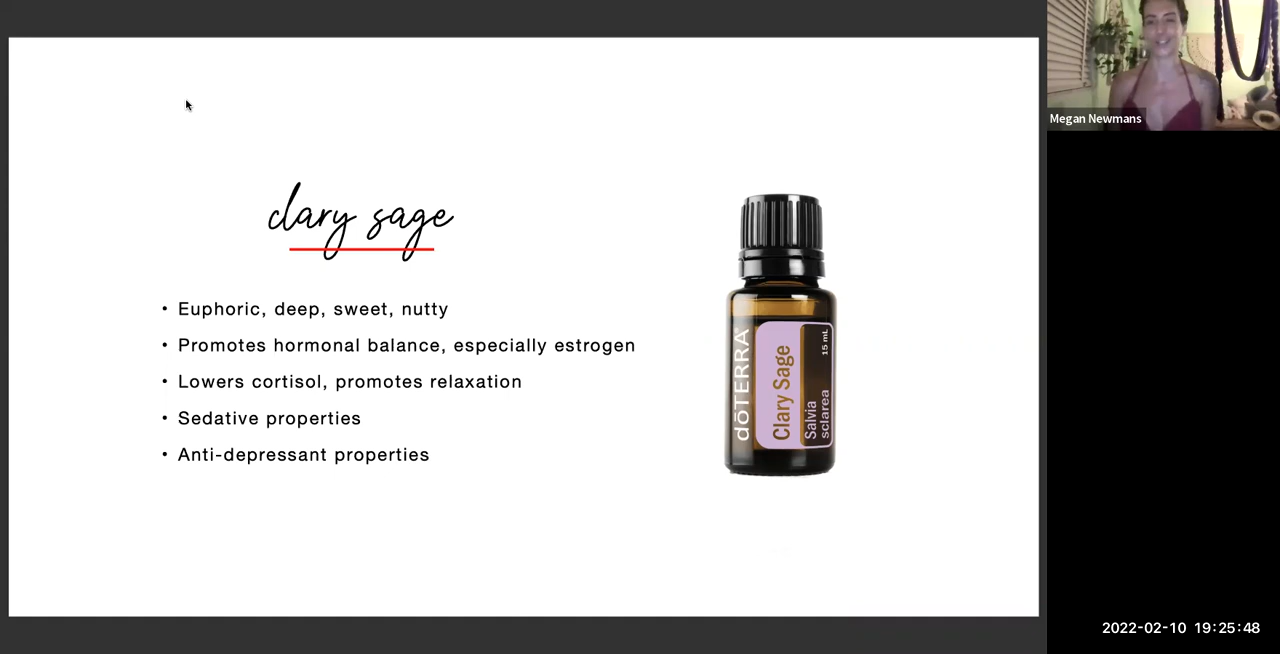 clary sage
• Euphoric, deep, sweet, nutty
• Promotes hormonal balance, especially estrogen
• Lowers cortisol, promotes relaxation
• Sedative properties
• Anti-depressant properties
dōTERRA®
Clary Sage
Salvia
sclarea
15 mL
Megan Newmans
2022-02-10 19:25:48